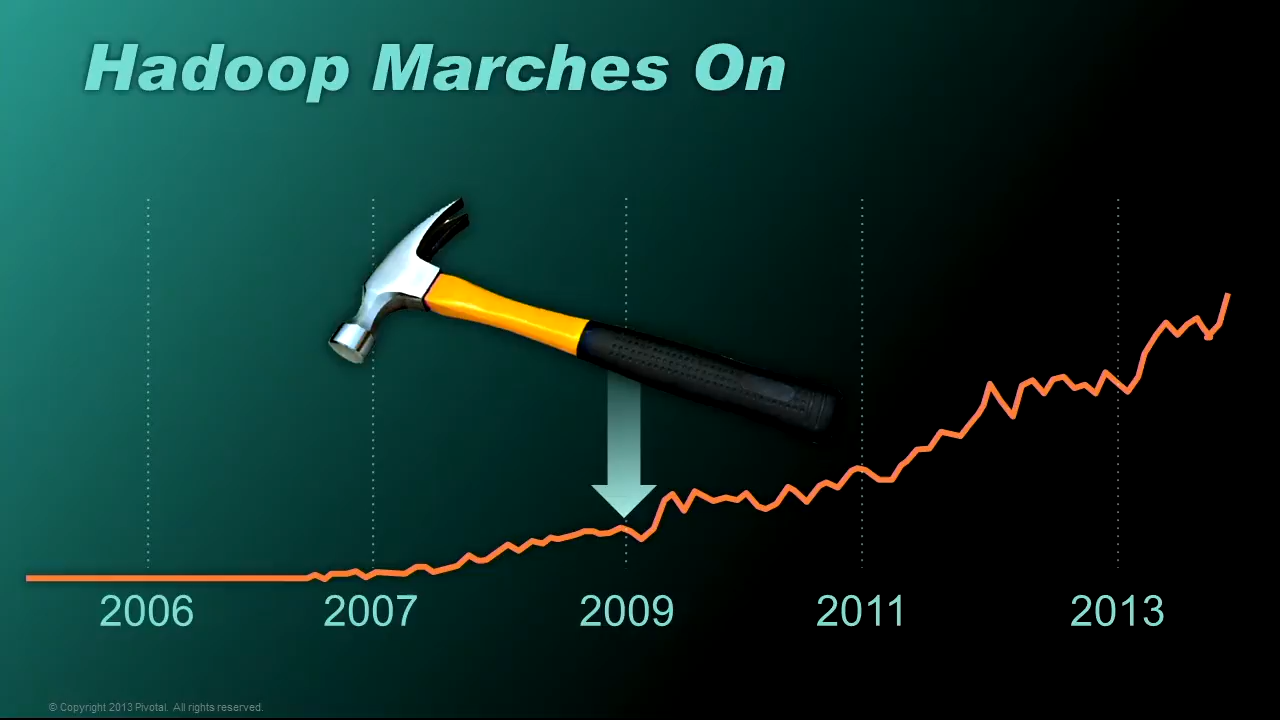 Hadoop Marches On
2006 2007 2009 2011 2013
© Copyright 2013 Pivotal. All rights reserved.